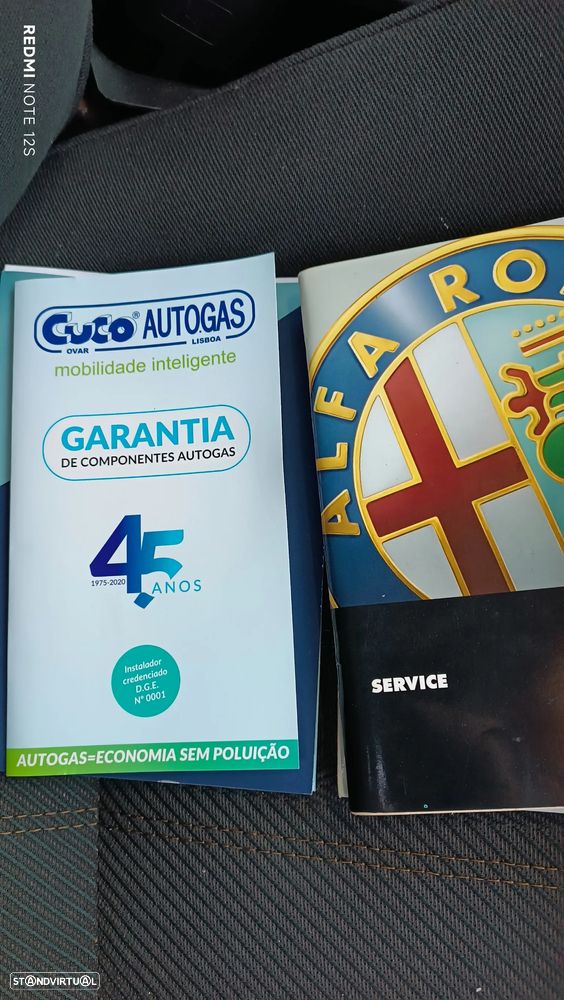 REDMI NOTE 12S
CUCO® AUTOGAS
OVAR LISBOA
mobilidade inteligente
GARANTIA
DE COMPONENTES AUTOGAS
45
1975-2020
ANOS
Instalador
credenciado
D.G.E.
Nº 0001
AUTOGAS=ECONOMIA SEM POLUIÇÃO
ALFA RO
SERVICE
STANDVIRTUAL